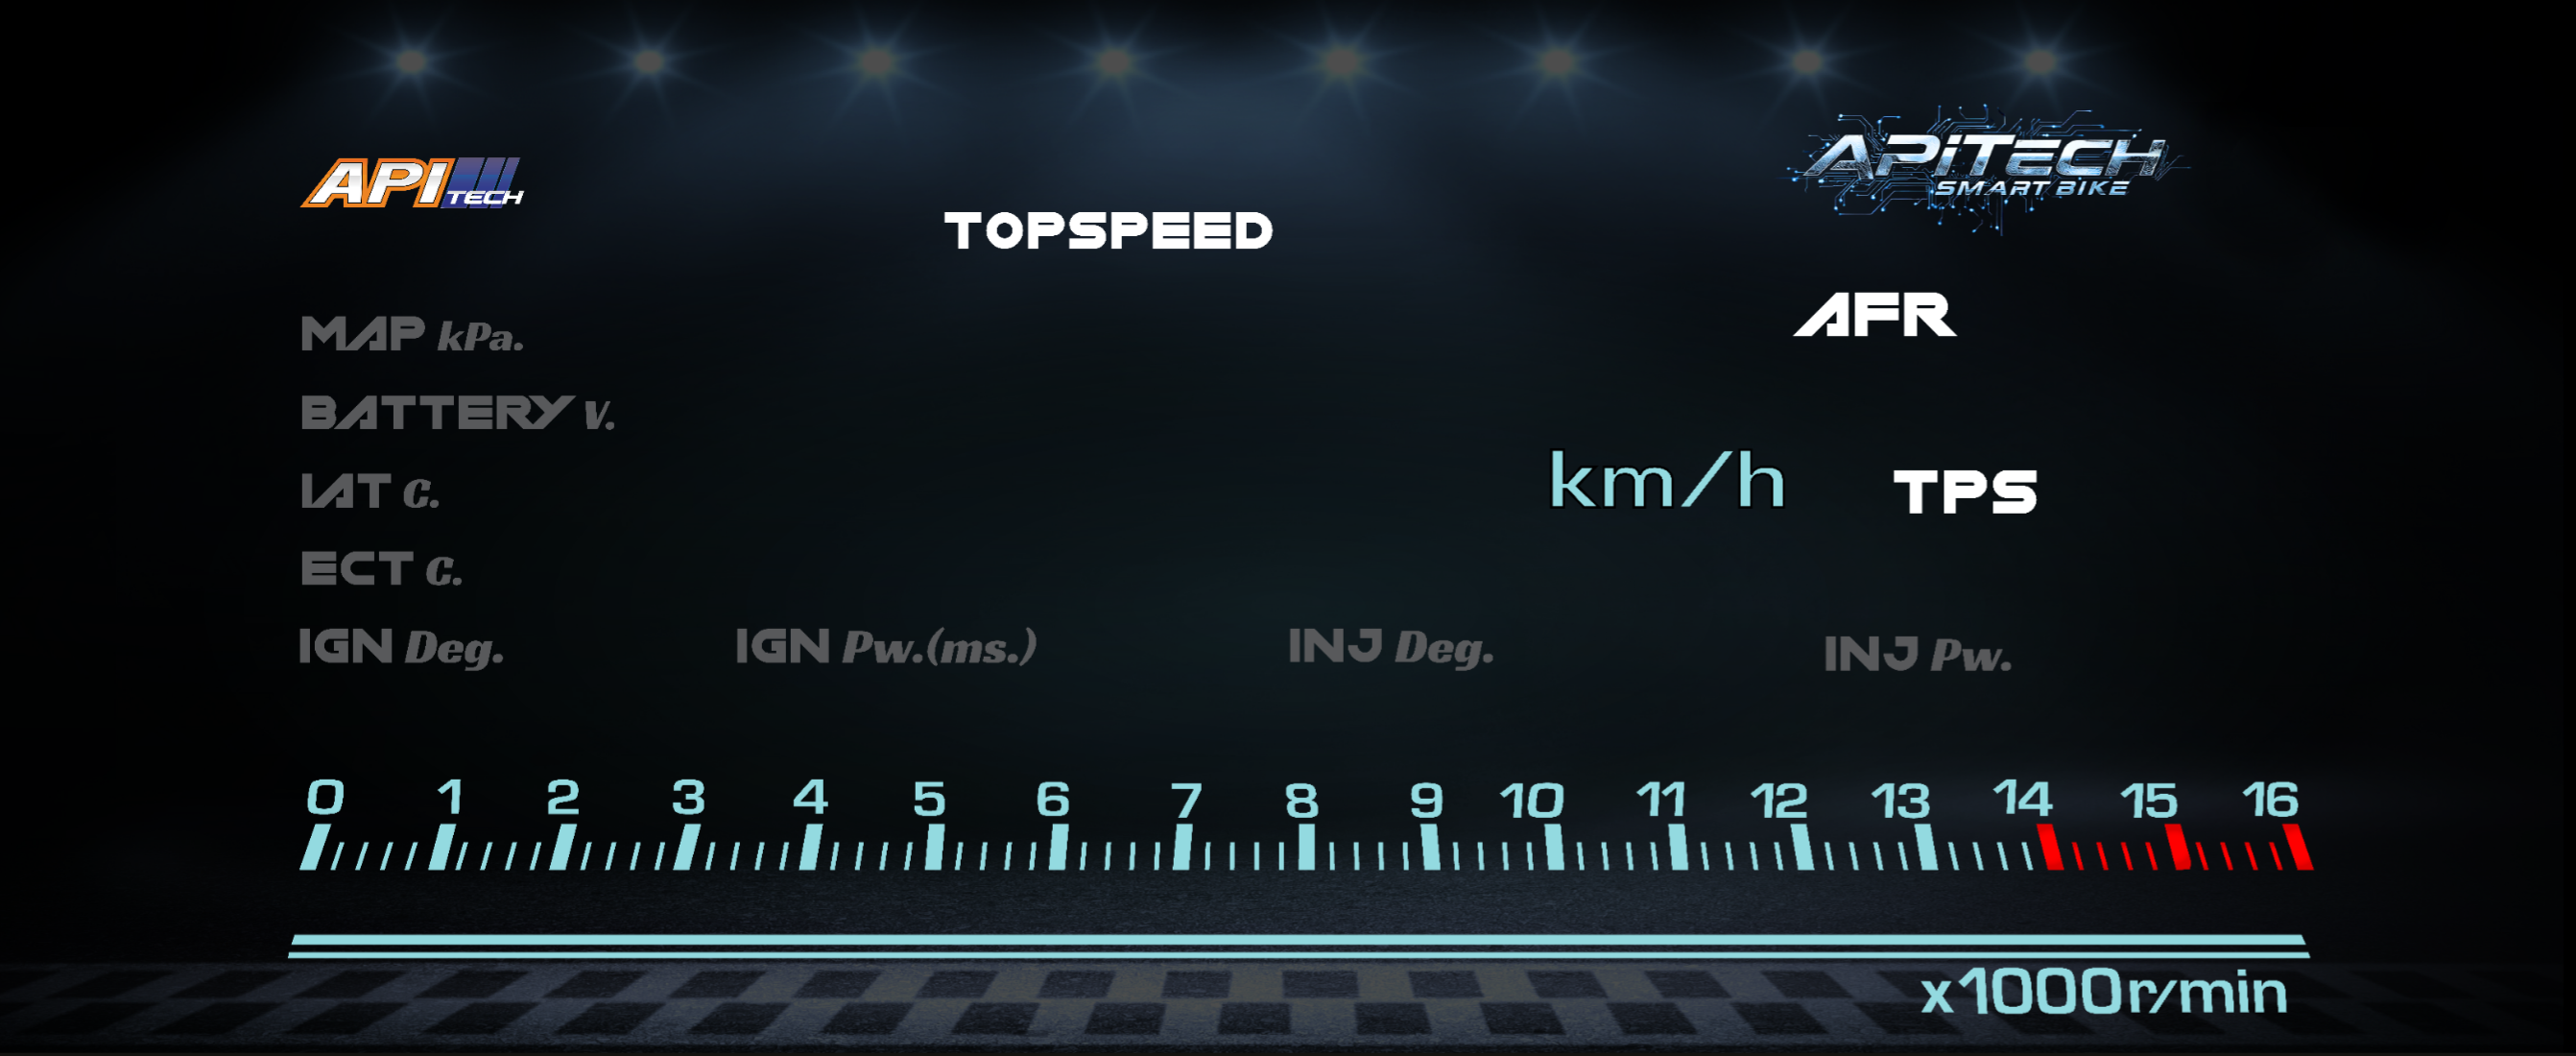 API TECH
APiTECH
SMART BIKE
TOPSPEED
AFR
MAP kPa.
BATTERY V.
IAT C.
km/h
TPS
ECT C.
IGN Deg. IGN Pw.(ms.) INJ Deg. INJ Pw.
0 1 2 3 4 5 6 7 8 9 10 11 12 13 14 15 16
x1000r/min